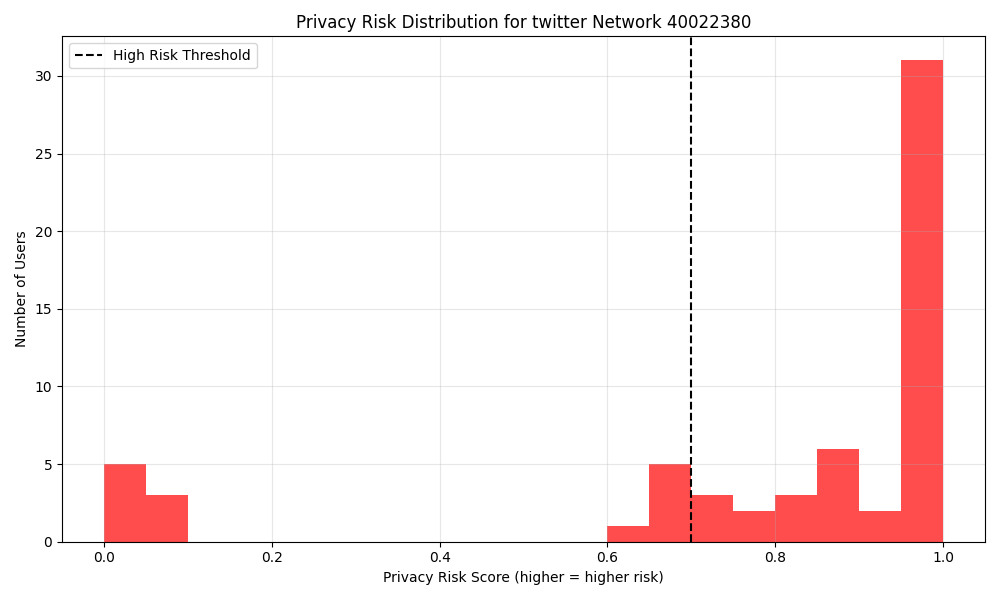 Privacy Risk Distribution for twitter Network 40022380
High Risk Threshold
Number of Users
30
25
20
15
10
5
0
0.0 0.2 0.4 0.6 0.8 1.0
Privacy Risk Score (higher = higher risk)